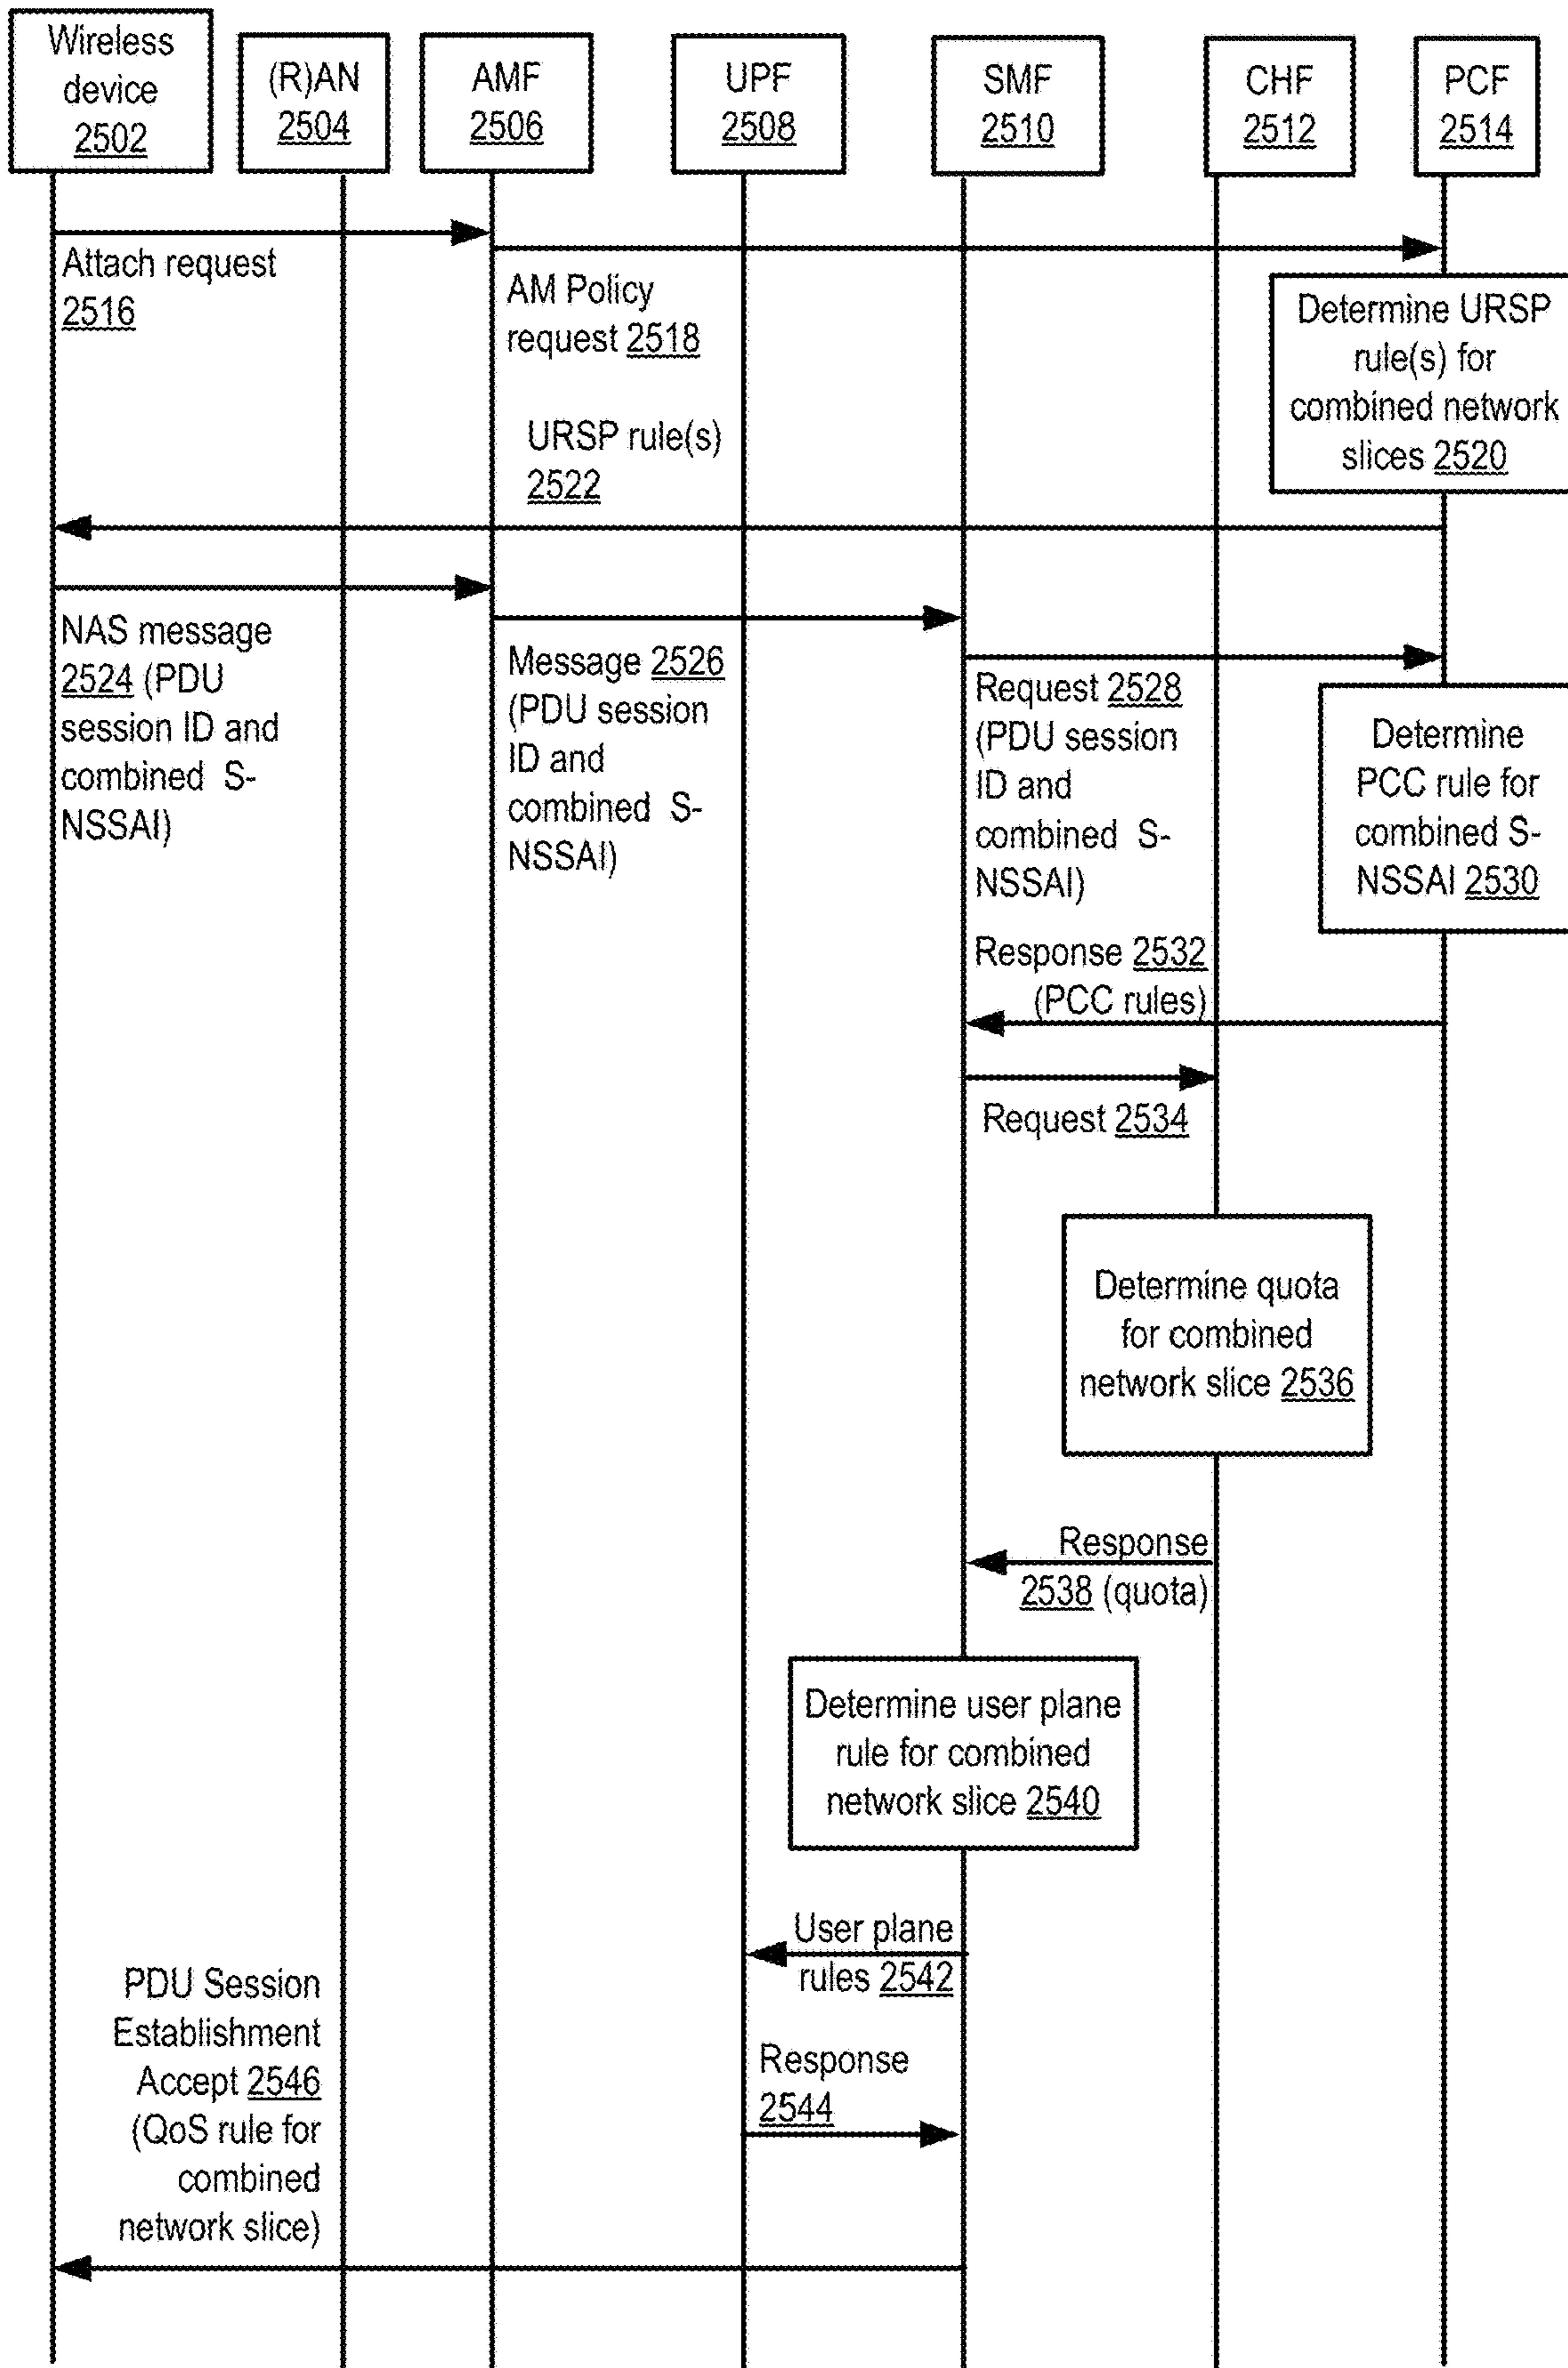 Wireless
device
2502
(R)AN
2504
AMF
2506
UPF
2508
SMF
2510
CHF
2512
PCF
2514
Attach request
2516
AM Policy
request 2518
Determine URSP
rule(s) for
combined network
slices 2520
URSP rule(s)
2522
NAS message
2524 (PDU
session ID and
combined S-
NSSAI)
Message 2526
(PDU session
ID and
combined S-
NSSAI)
Request 2528
(PDU session
ID and
combined S-
NSSAI)
Determine
PCC rule for
combined S-
NSSAI 2530
Response 2532
(PCC rules)
Request 2534
Determine quota
for combined
network slice 2536
Response
2538 (quota)
Determine user plane
rule for combined
network slice 2540
User plane
rules 2542
Response
2544
PDU Session
Establishment
Accept 2546
(QoS rule for
combined
network slice)